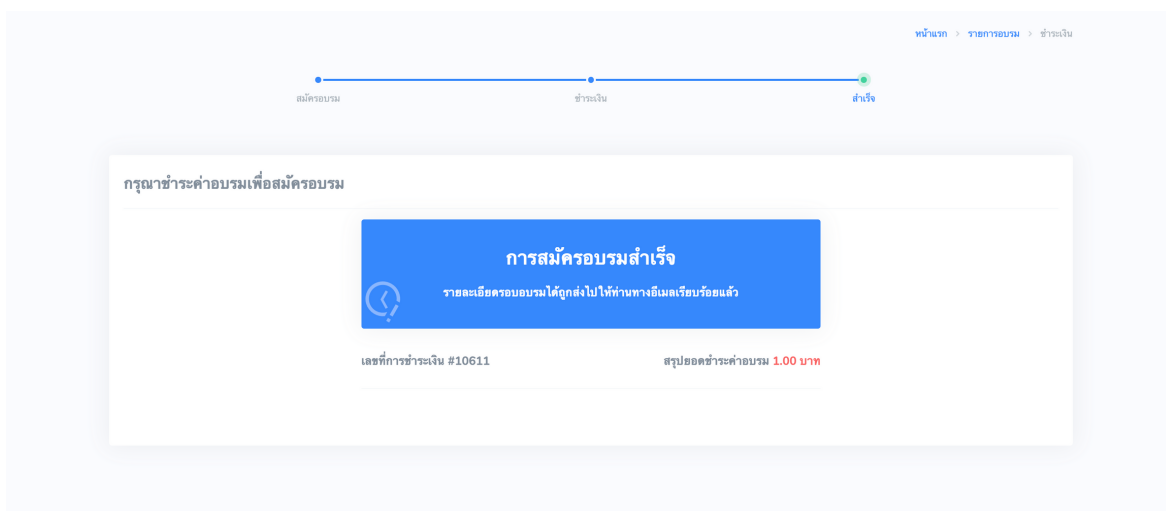 หน้าแรก > รายการอบรม > ชำระเงิน
สมัครอบรม ชำระเงิน สำเร็จ
กรุณาชำระค่าอบรมเพื่อสมัครอบรม
การสมัครอบรมสำเร็จ
รายละเอียดรอบอบรมได้ถูกส่งไปให้ท่านทางอีเมลเรียบร้อยแล้ว
เลขที่การชำระเงิน #10611 สรุปยอดชำระค่าอบรม 1.00 บาท